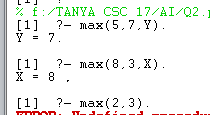 % f:/TANYA CSC 17/AI/Q2.p
[1] ?- max(5,7,Y).
Y = 7.
[1] ?- max(8,3,X).
X = 8 ,
[1] ?- max(2,3).